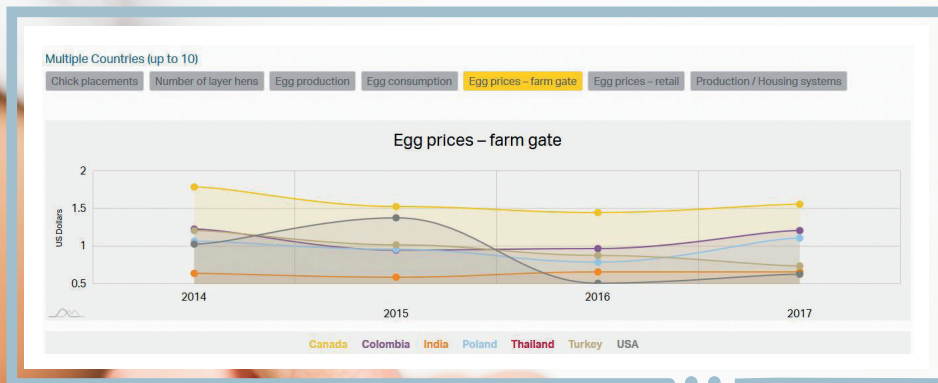 Multiple Countries (up to 10)
Chick placements Number of layer hens Egg production Egg consumption Egg prices – farm gate Egg prices – retail Production / Housing systems
Egg prices – farm gate
2
1.5
1
0.5
US Dollars
2014 2016
2015 2017
Canada Colombia India Poland Thailand Turkey USA